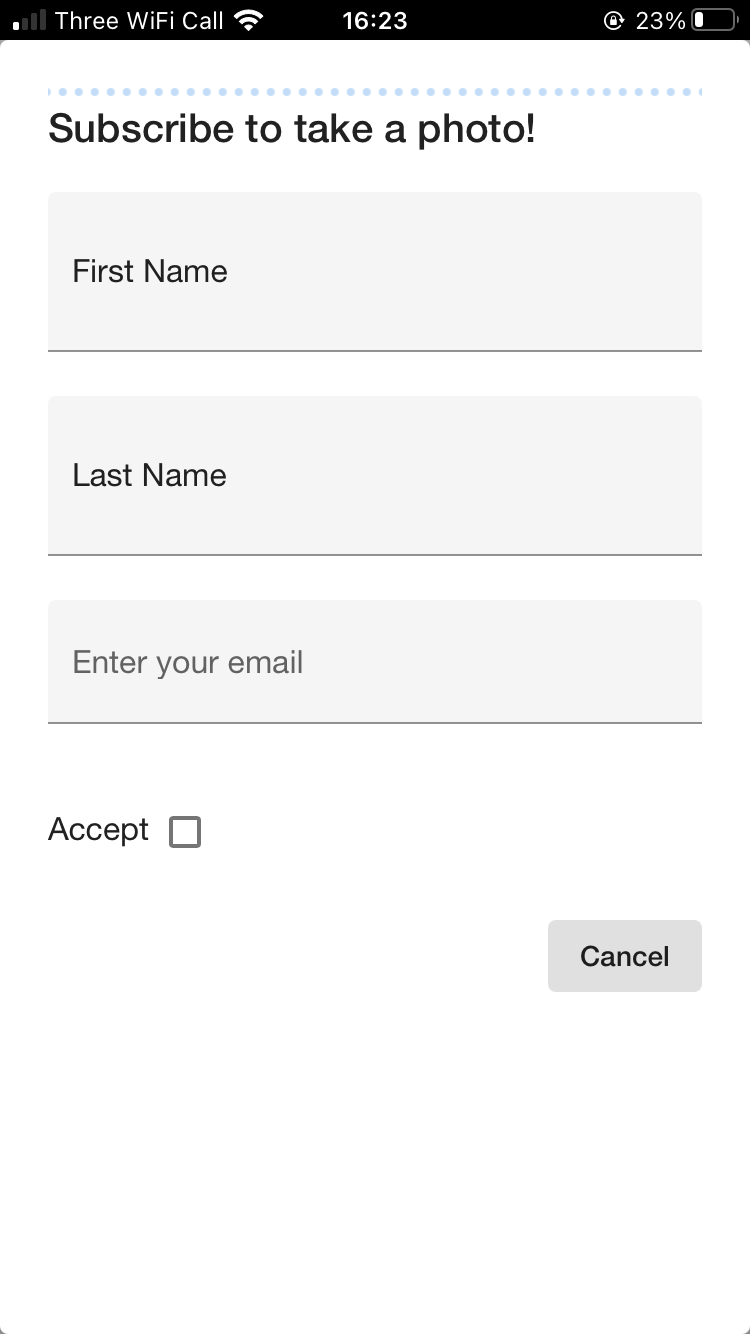 Three WiFi Call 16:23 23%
Subscribe to take a photo!
First Name
Last Name
Enter your email
Accept
Cancel